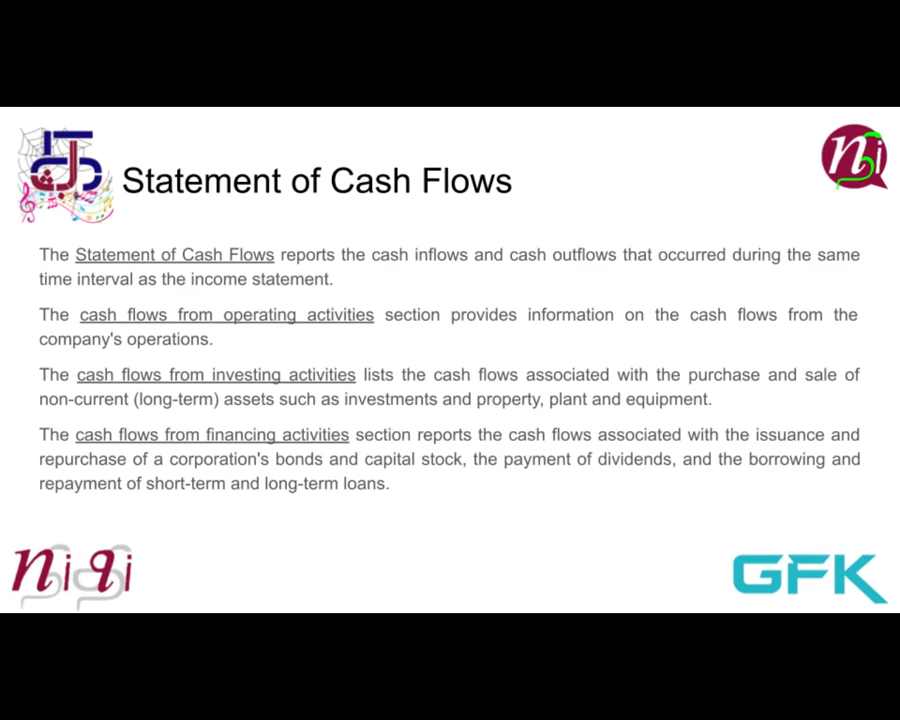 Statement of Cash Flows
The Statement of Cash Flows reports the cash inflows and cash outflows that occurred during the same
time interval as the income statement.
The cash flows from operating activities section provides information on the cash flows from the
company's operations.
The cash flows from investing activities lists the cash flows associated with the purchase and sale of
non-current (long-term) assets such as investments and property, plant and equipment.
The cash flows from financing activities section reports the cash flows associated with the issuance and
repurchase of a corporation's bonds and capital stock, the payment of dividends, and the borrowing and
repayment of short-term and long-term loans.
niqi
GFK